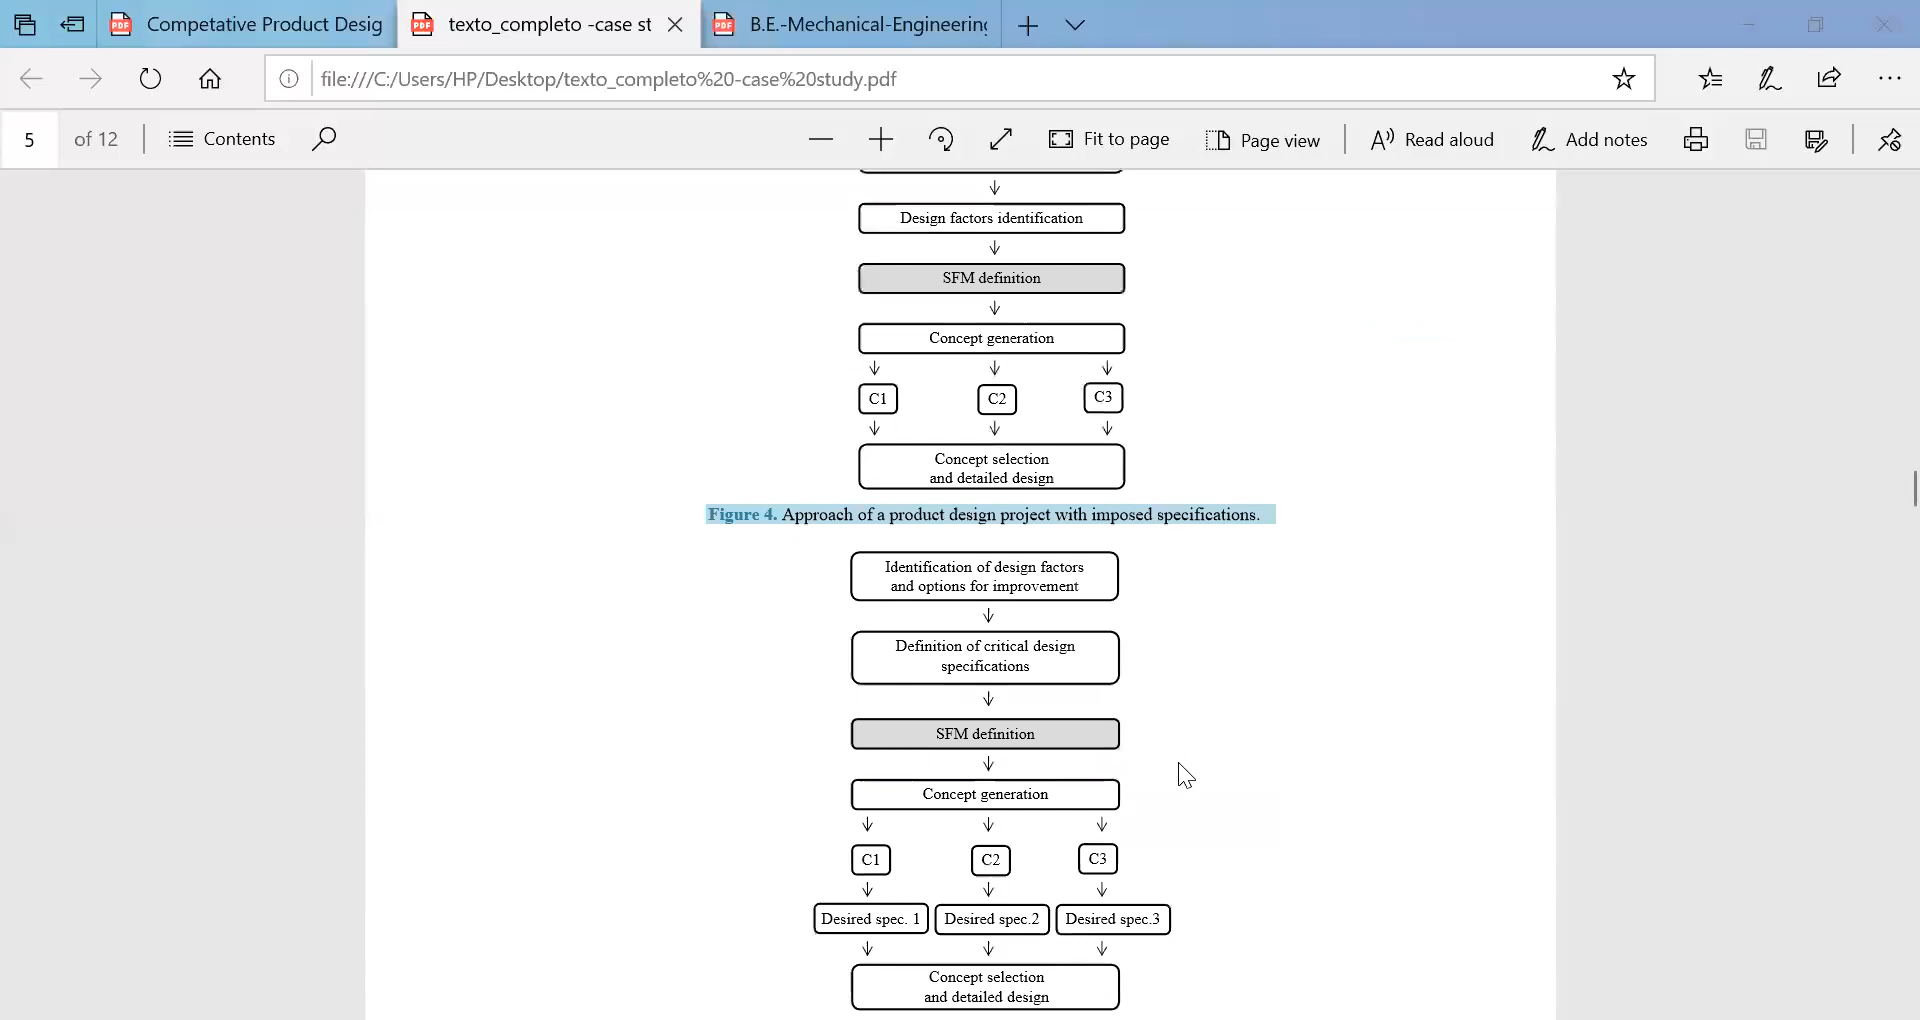 Competative Product Desig
texto_completo -case st
B.E.-Mechanical-Engineering
file:///C:/Users/HP/Desktop/texto_completo%20-case%20study.pdf
5 of 12
Contents
Fit to page
Page view
Read aloud
Add notes
Design factors identification
SFM definition
Concept generation
C1 C2 C3
Concept selection
and detailed design
Figure 4. Approach of a product design project with imposed specifications.
Identification of design factors
and options for improvement
Definition of critical design
specifications
SFM definition
Concept generation
C1 C2 C3
Desired spec. 1 Desired spec.2 Desired spec.3
Concept selection
and detailed design